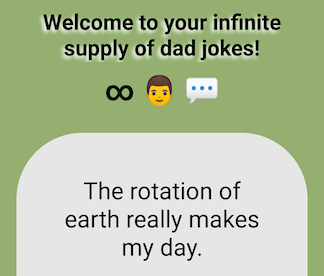 Welcome to your infinite
supply of dad jokes!
∞ 👨 💬
The rotation of
earth really makes
my day.